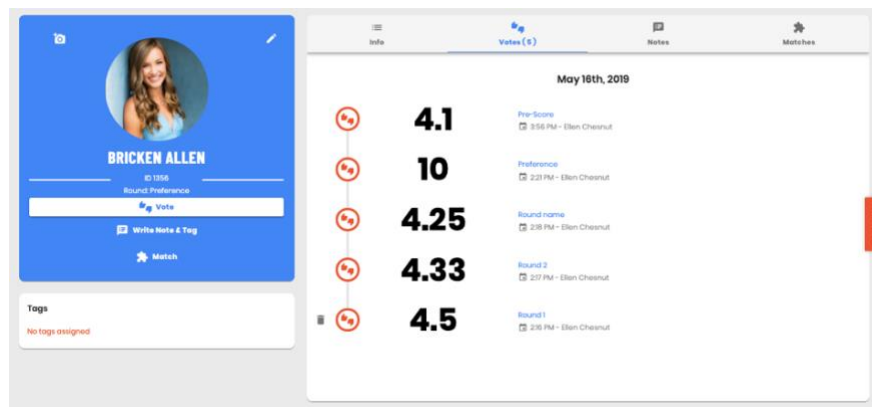 BRICKEN ALLEN
ID 1356
Round: Preference
Vote
Write Note & Tag
Match
Tags
No tags assigned
Info
Votes (5)
Notes
Matches
May 16th, 2019
4.1
Pre-Score
3:56 PM - Ellen Chesnut
10
Preference
2:21 PM - Ellen Chesnut
4.25
Round name
2:18 PM - Ellen Chesnut
4.33
Round 2
2:17 PM - Ellen Chesnut
4.5
Round 1
2:16 PM - Ellen Chesnut